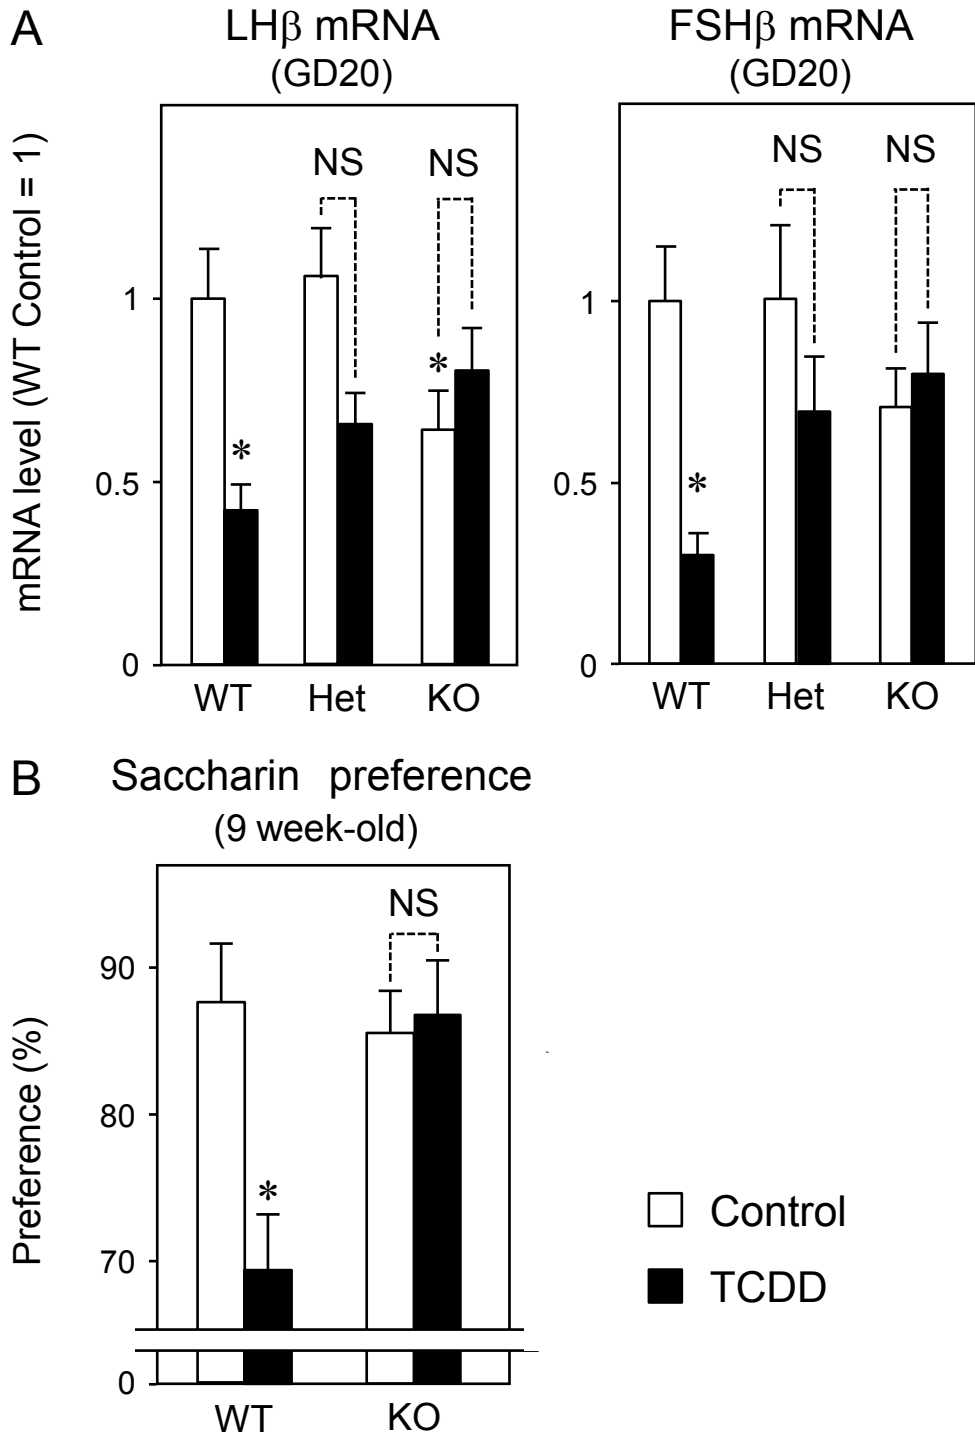 A
LHβ mRNA
(GD20)
FSHβ mRNA
(GD20)
mRNA level (WT Control = 1)
1
0.5
0
NS
NS
*
*
WT
Het
KO
1
0.5
0
NS
NS
*
WT
Het
KO
B
Saccharin preference
(9 week-old)
Preference (%)
90
80
70
0
NS
*
WT
KO
Control
TCDD